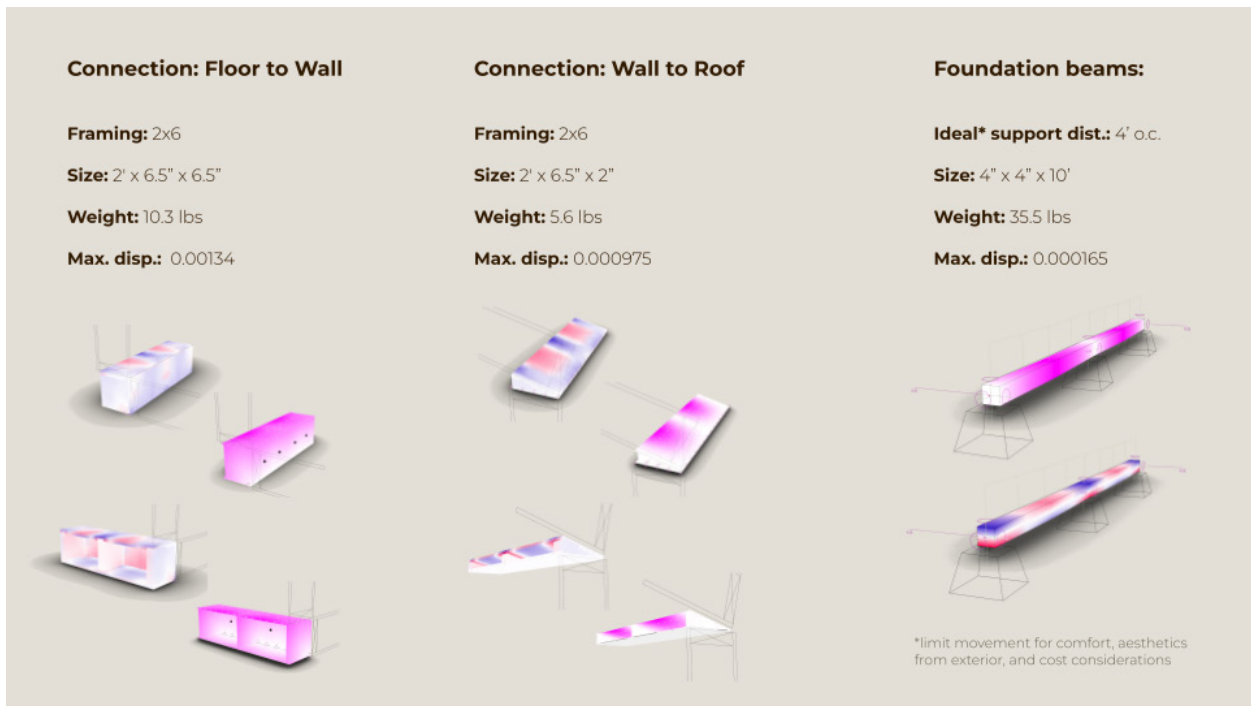 Connection: Floor to Wall
Framing: 2x6
Size: 2' x 6.5” x 6.5”
Weight: 10.3 lbs
Max. disp.: 0.00134
Connection: Wall to Roof
Framing: 2x6
Size: 2' x 6.5” x 2”
Weight: 5.6 lbs
Max. disp.: 0.000975
Foundation beams:
Ideal* support dist.: 4’ o.c.
Size: 4” x 4” x 10’
Weight: 35.5 lbs
Max. disp.: 0.000165
*limit movement for comfort, aesthetics
from exterior, and cost considerations